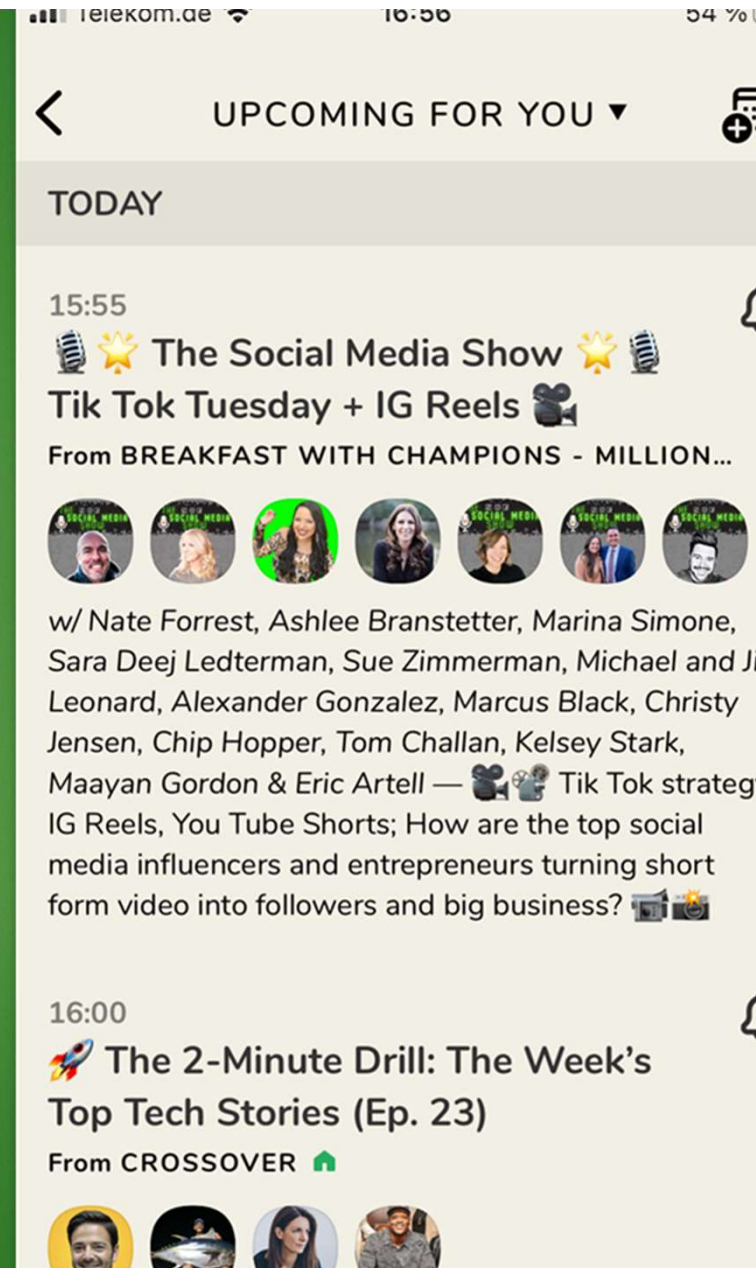 Telekom.de 16:56 54 %
UPCOMING FOR YOU ▼
TODAY
15:55
🎙️🌟 The Social Media Show 🌟🎙️
Tik Tok Tuesday + IG Reels 🎥
From BREAKFAST WITH CHAMPIONS - MILLION...
w/ Nate Forrest, Ashlee Branstetter, Marina Simone,
Sara Deej Ledterman, Sue Zimmerman, Michael and
Leonard, Alexander Gonzalez, Marcus Black, Christy
Jensen, Chip Hopper, Tom Challan, Kelsey Stark,
Maayan Gordon & Eric Artell — 🎥📽️ Tik Tok strategy
IG Reels, You Tube Shorts; How are the top social
media influencers and entrepreneurs turning short
form video into followers and big business? 📹📸
16:00
🚀 The 2-Minute Drill: The Week's
Top Tech Stories (Ep. 23)
From CROSSOVER